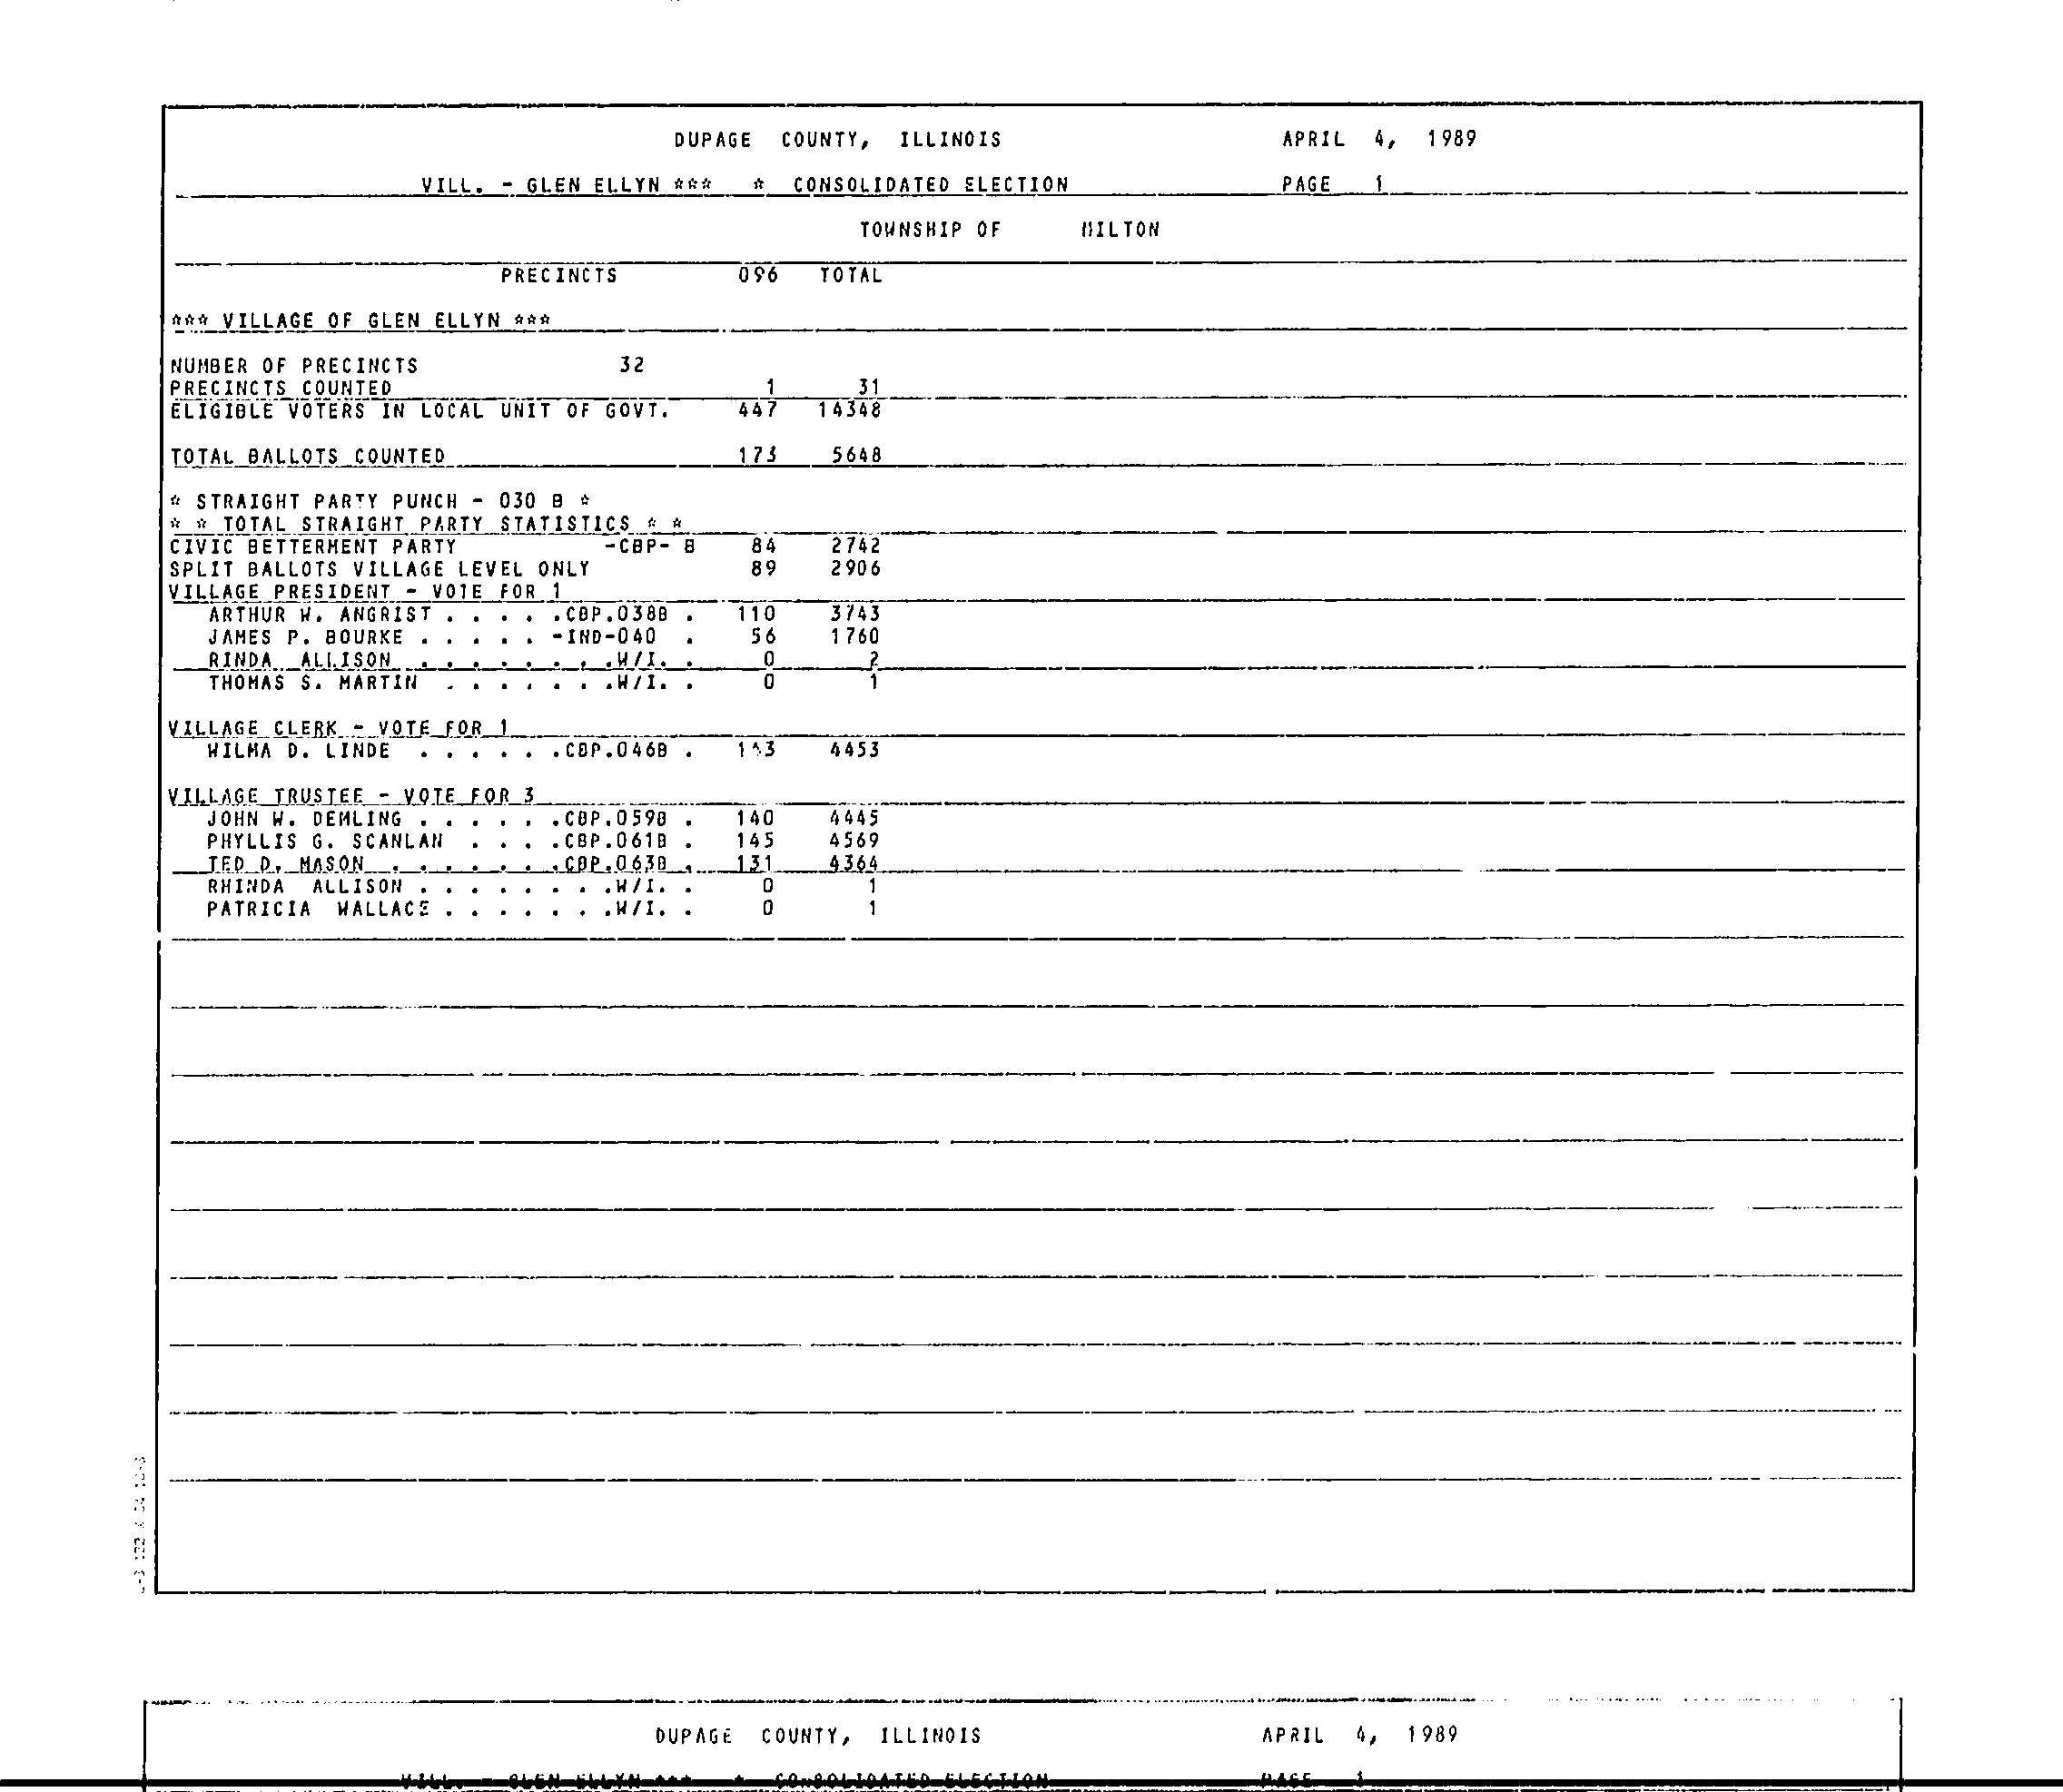 DUPAGE COUNTY, ILLINOIS APRIL 4, 1989
VILL. - GLEN ELLYN *** * CONSOLIDATED ELECTION PAGE 1
TOWNSHIP OF MILTON
PRECINCTS 096 TOTAL
*** VILLAGE OF GLEN ELLYN ***
NUMBER OF PRECINCTS 32
PRECINCTS COUNTED 1 31
ELIGIBLE VOTERS IN LOCAL UNIT OF GOVT. 447 14348
TOTAL BALLOTS COUNTED 173 5648
* STRAIGHT PARTY PUNCH - 030 B *
* * TOTAL STRAIGHT PARTY STATISTICS * *
CIVIC BETTERMENT PARTY -CBP- B 84 2742
SPLIT BALLOTS VILLAGE LEVEL ONLY 89 2906
VILLAGE PRESIDENT - VOTE FOR 1
ARTHUR W. ANGRIST . . . . .CBP.038B . 110 3743
JAMES P. BOURKE . . . . . -IND-040 . 56 1760
RINDA ALLISON . . . . . . . .W/I. . 0 2
THOMAS S. MARTIN . . . . . . .W/I. . 0 1
VILLAGE CLERK - VOTE FOR 1
WILMA D. LINDE . . . . . .CBP.046B . 4453
VILLAGE TRUSTEE - VOTE FOR 3
JOHN W. DEMLING . . . . . .CBP.059B . 140 4445
PHYLLIS G. SCANLAN . . . .CBP.061B . 145 4569
TED D. MASON . . . . . . .CBP.063B . 131 4364
RHINDA ALLISON . . . . . . . .W/I. . 0 1
PATRICIA WALLACE . . . . . . .W/I. . 0 1
DUPAGE COUNTY, ILLINOIS APRIL 4, 1989
VILL. - GLEN ELLYN *** * CONSOLIDATED ELECTION PAGE 1